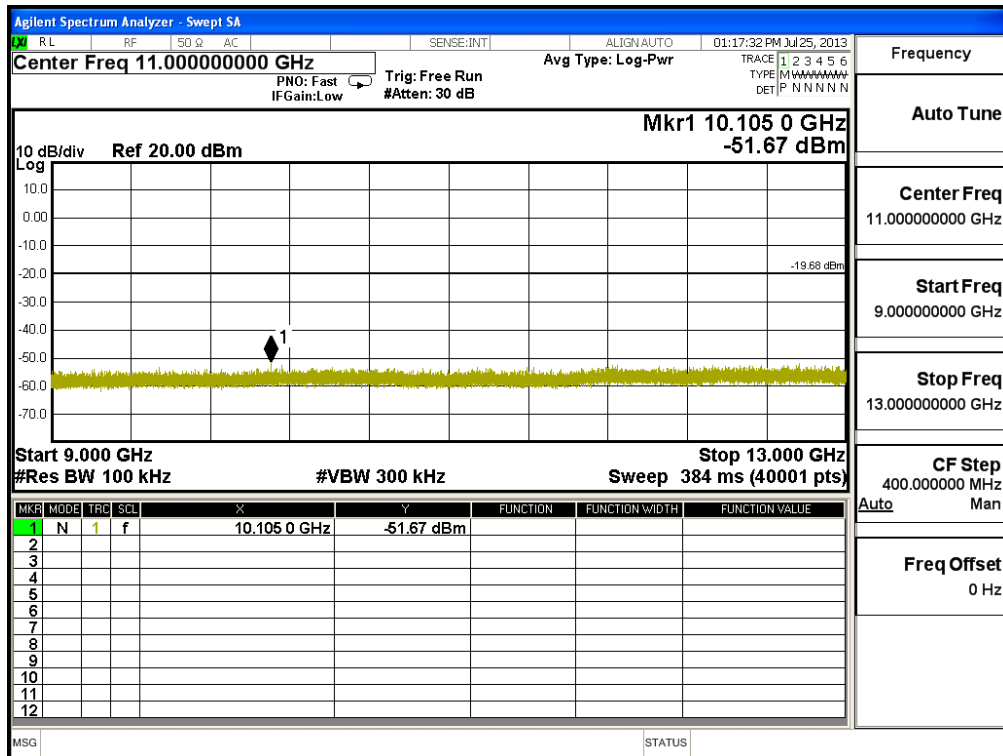 Agilent Spectrum Analyzer - Swept SA
LXI RL RF 50 Ω AC SENSE:INT ALIGN AUTO 01:17:32 PM Jul 25, 2013
Center Freq 11.000000000 GHz
PNO: Fast
IFGain:Low
Trig: Free Run
#Atten: 30 dB
Avg Type: Log-Pwr
TRACE 1 2 3 4 5 6
TYPE M
DET P N N N N N
Mkr1 10.105 0 GHz
-51.67 dBm
10 dB/div Ref 20.00 dBm
Log
10.0
0.00
-10.0
-19.68 dBm
-20.0
-30.0
-40.0
1
-50.0
-60.0
-70.0
Start 9.000 GHz Stop 13.000 GHz
#Res BW 100 kHz #VBW 300 kHz Sweep 384 ms (40001 pts)
MKR MODE TRC SCL X Y FUNCTION FUNCTION WIDTH FUNCTION VALUE
1 N 1 f 10.105 0 GHz -51.67 dBm
2
3
4
5
6
7
8
9
10
11
12
MSG STATUS
Frequency
Auto Tune
Center Freq
11.000000000 GHz
Start Freq
9.000000000 GHz
Stop Freq
13.000000000 GHz
CF Step
400.000000 MHz
Auto Man
Freq Offset
0 Hz